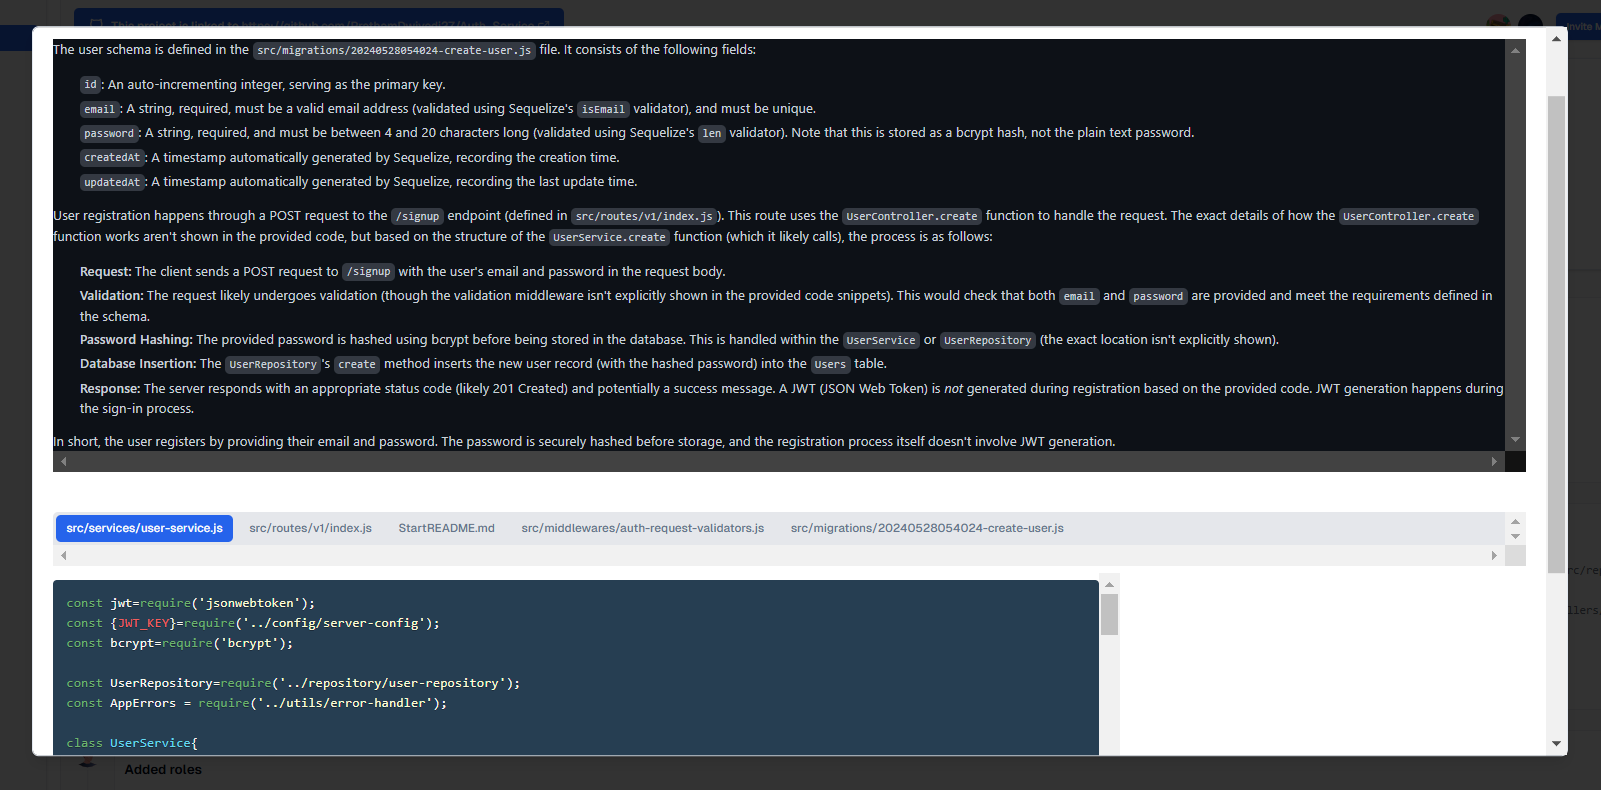 This project is linked to https://github.com/PrathamDwivedi27/Auth_Service
Invite M
The user schema is defined in the src/migrations/20240528054024-create-user.js file. It consists of the following fields:
id: An auto-incrementing integer, serving as the primary key.
email: A string, required, must be a valid email address (validated using Sequelize's isEmail validator), and must be unique.
password: A string, required, and must be between 4 and 20 characters long (validated using Sequelize's len validator). Note that this is stored as a bcrypt hash, not the plain text password.
createdAt: A timestamp automatically generated by Sequelize, recording the creation time.
updatedAt: A timestamp automatically generated by Sequelize, recording the last update time.
User registration happens through a POST request to the /signup endpoint (defined in src/routes/v1/index.js). This route uses the UserController.create function to handle the request. The exact details of how the UserController.create
function works aren't shown in the provided code, but based on the structure of the UserService.create function (which it likely calls), the process is as follows:
Request: The client sends a POST request to /signup with the user's email and password in the request body.
Validation: The request likely undergoes validation (though the validation middleware isn't explicitly shown in the provided code snippets). This would check that both email and password are provided and meet the requirements defined in
the schema.
Password Hashing: The provided password is hashed using bcrypt before being stored in the database. This is handled within the UserService or UserRepository (the exact location isn't explicitly shown).
Database Insertion: The UserRepository's create method inserts the new user record (with the hashed password) into the Users table.
Response: The server responds with an appropriate status code (likely 201 Created) and potentially a success message. A JWT (JSON Web Token) is not generated during registration based on the provided code. JWT generation happens during
the sign-in process.
In short, the user registers by providing their email and password. The password is securely hashed before storage, and the registration process itself doesn't involve JWT generation.
src/services/user-service.js src/routes/v1/index.js StartREADME.md src/middlewares/auth-request-validators.js src/migrations/20240528054024-create-user.js
const jwt=require('jsonwebtoken');
const {JWT_KEY}=require('../config/server-config');
const bcrypt=require('bcrypt');
const UserRepository=require('../repository/user-repository');
const AppErrors = require('../utils/error-handler');
class UserService{
rc/rep
llers
Added roles